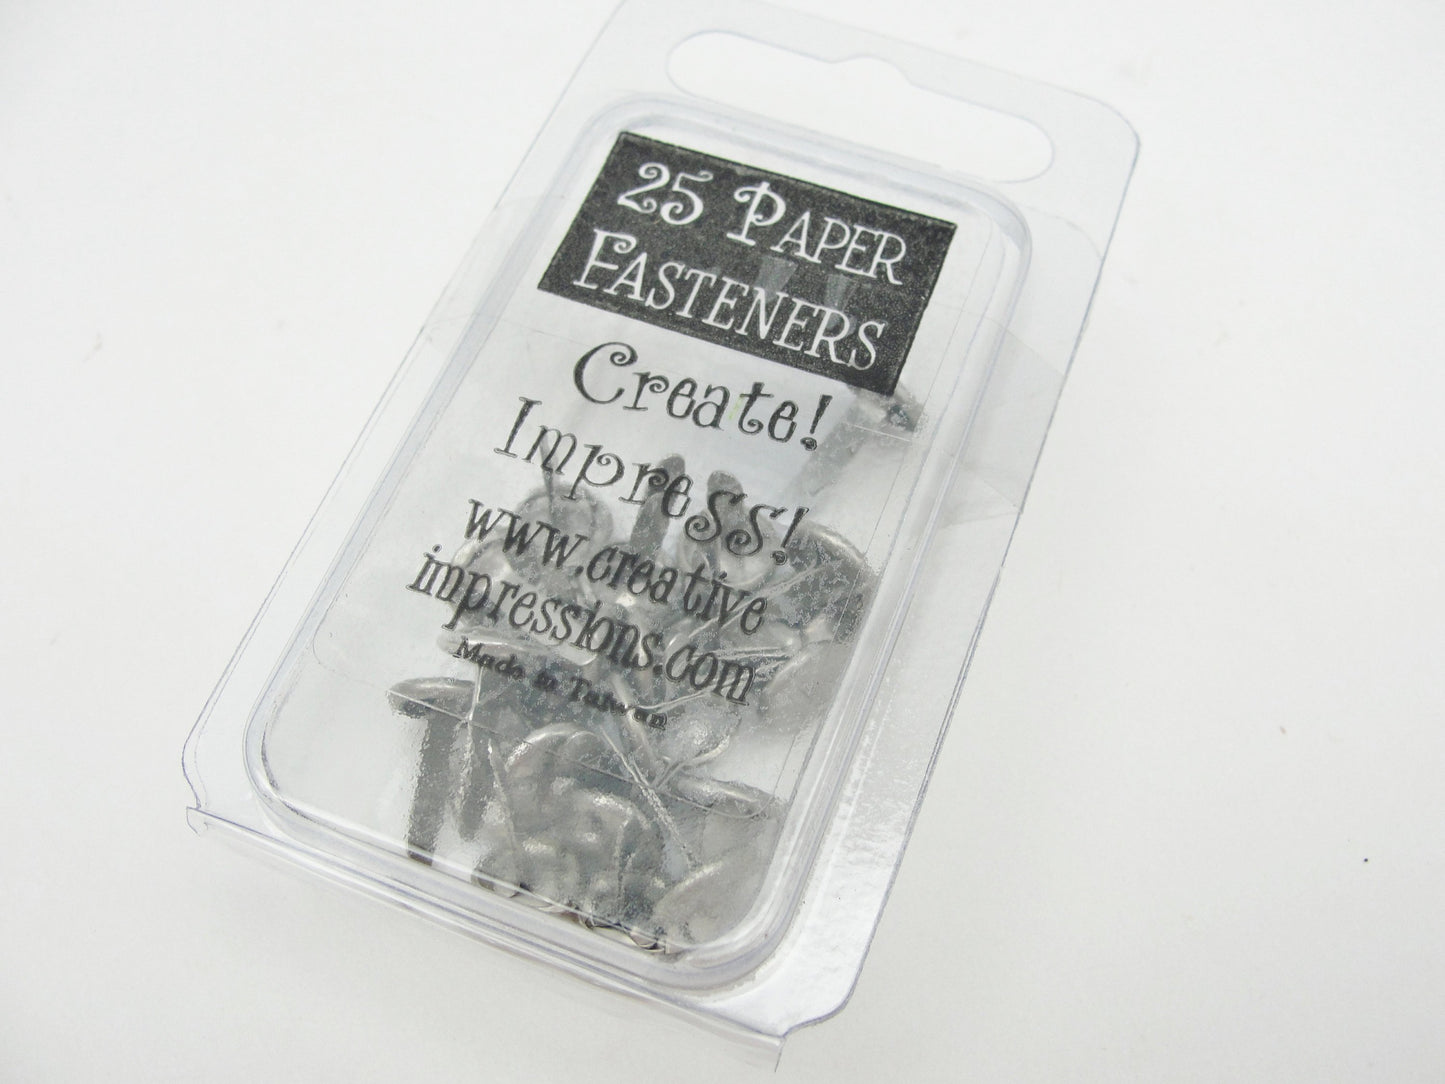 25 PAPER
FASTENERS
Create!
Impress!
www.creative
impressions.com
Made in Taiwan